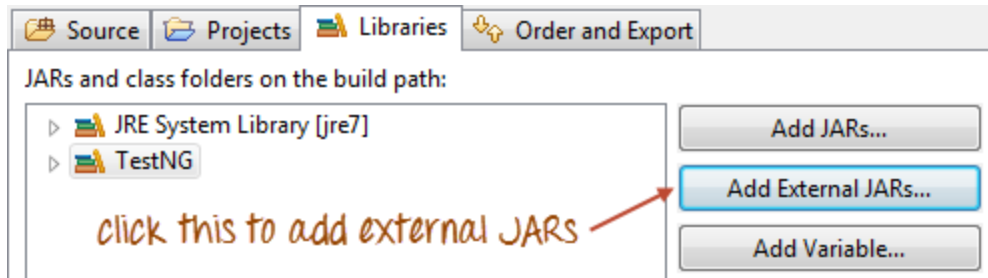 Source Projects Libraries Order and Export
JARs and class folders on the build path:
JRE System Library [jre7]
Add JARs...
TestNG
Add External JARs...
click this to add external JARs
Add Variable...